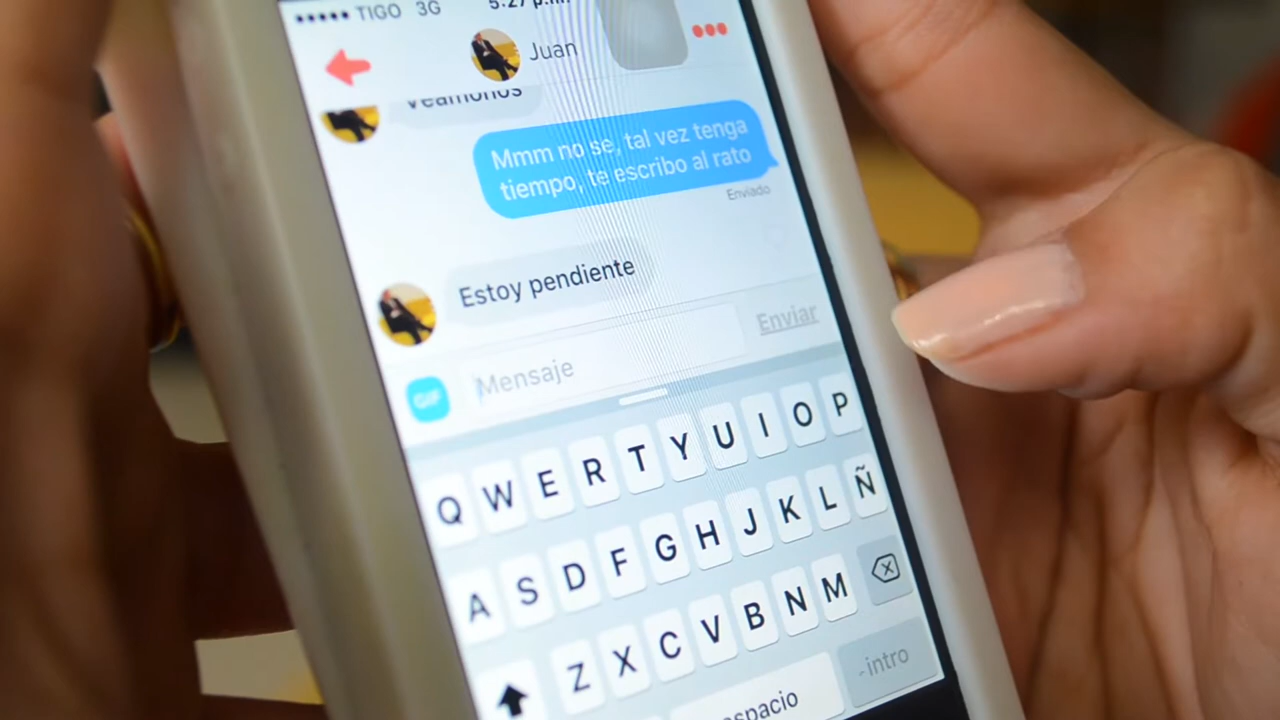 TIGO 3G 5:27 p.m.
Juan
Veámonos
Mmm no se, tal vez tenga
tiempo, te escribo al rato
Enviado
Estoy pendiente
Enviar
GIF
Mensaje
Q W E R T Y U I O P
A S D F G H J K L Ñ
Z X C V B N M
espacio
intro